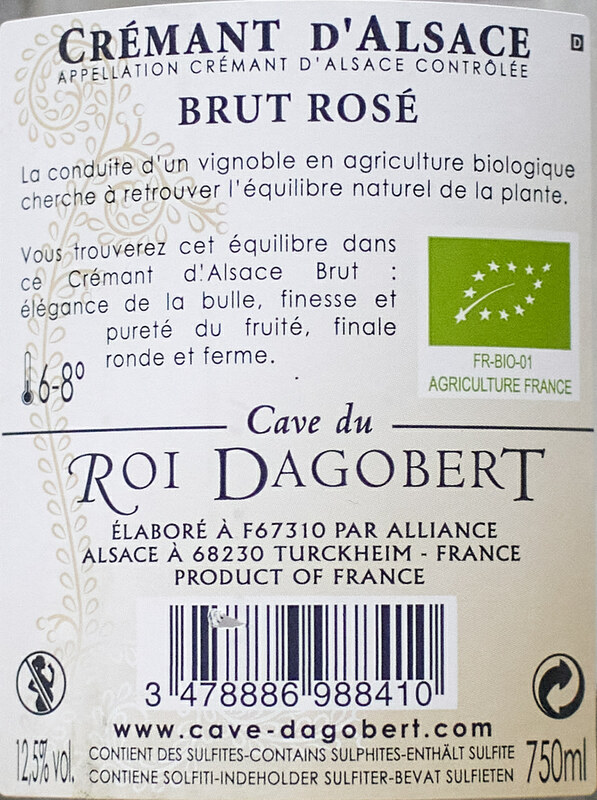 CRÉMANT D'ALSACE
D
APPELLATION CRÉMANT D'ALSACE CONTRÔLÉE
BRUT ROSÉ
La conduite d'un vignoble en agriculture biologique
cherche à retrouver l'équilibre naturel de la plante.
Vous trouverez cet équilibre dans
ce Crémant d'Alsace Brut :
élégance de la bulle, finesse et
pureté du fruité, finale
ronde et ferme.
6-8°
FR-BIO-01
AGRICULTURE FRANCE
Cave du
ROI DAGOBERT
ÉLABORÉ À F67310 PAR ALLIANCE
ALSACE À 68230 TURCKHEIM - FRANCE
PRODUCT OF FRANCE
3 478886 988410
www.cave-dagobert.com
12,5% vol.
CONTIENT DES SULFITES-CONTAINS SULPHITES-ENTHÄLT SULFITE
CONTIENE SOLFITI-INDEHOLDER SULFITER-BEVAT SULFIETEN
750ml